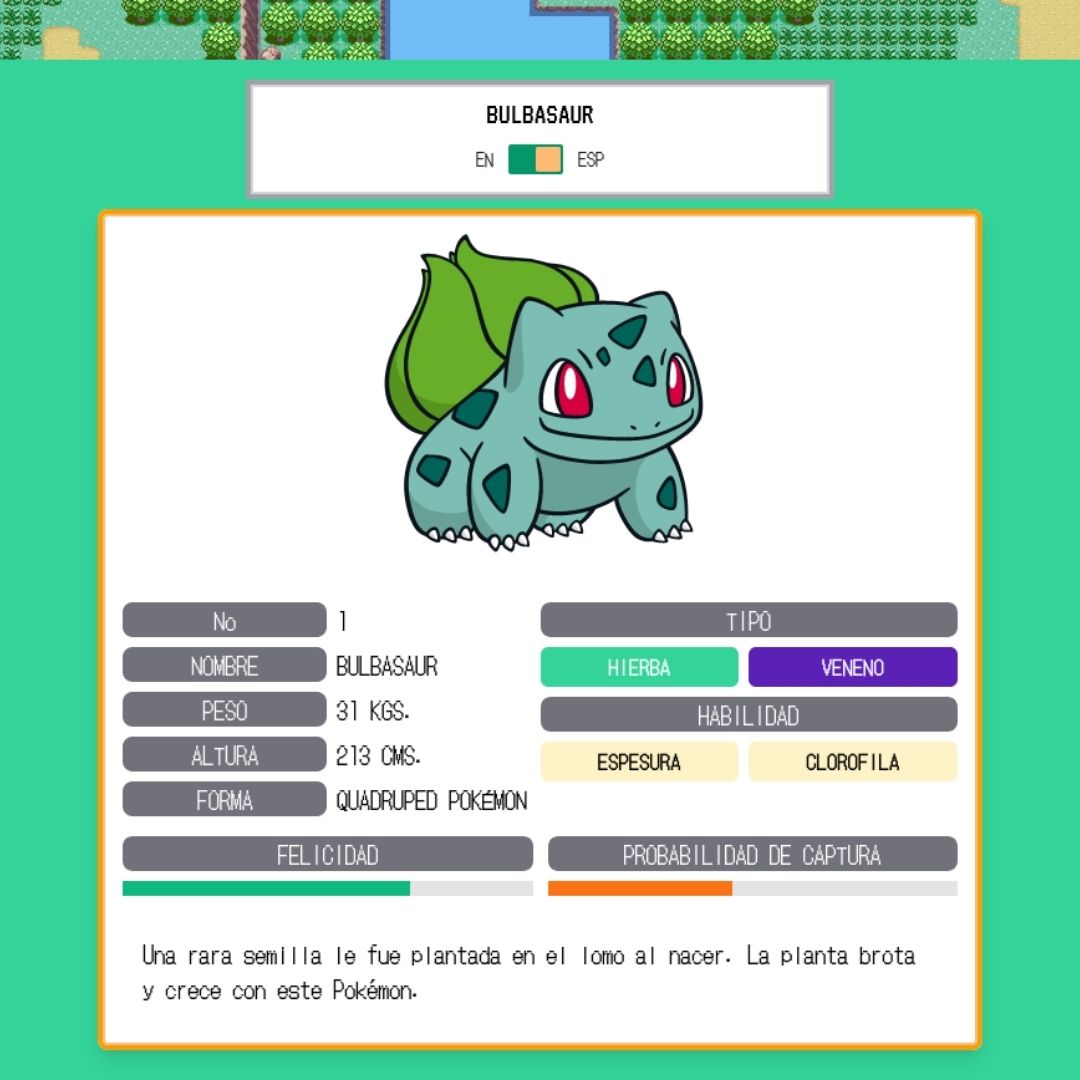 BULBASAUR
EN ESP
No 1
NOMBRE BULBASAUR
PESO 31 KGS.
ALTURA 213 CMS.
FORMA QUADRUPED POKÉMON
TIPO
HIERBA VENENO
HABILIDAD
ESPESURA CLOROFILA
FELICIDAD PROBABILIDAD DE CAPTURA
Una rara semilla le fue plantada en el lomo al nacer. La planta brota
y crece con este Pokémon.